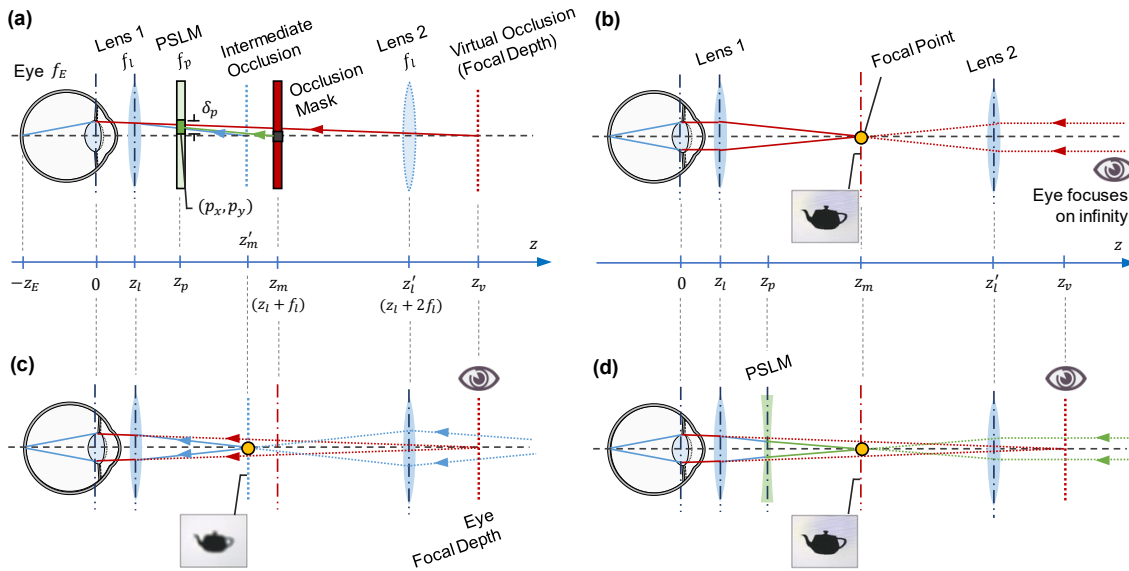 (a)
Eye $f_E$
Lens 1
$f_l$
PSLM
$f_p$
Intermediate
Occlusion
Occlusion
Mask
Lens 2
$f_l$
Virtual Occlusion
(Focal Depth)
$\delta_p$
$(p_x, p_y)$
$z'_m$
$z$
$-z_E$
0
$z_l$
$z_p$
$z_m$
$(z_l + f_l)$
$z'_l$
$(z_l + 2f_l)$
$z_v$
(b)
Lens 1
Focal Point
Lens 2
Eye focuses
on infinity
$z$
0
$z_l$
$z_p$
$z_m$
$z'_l$
$z_v$
(c)
Eye
Focal Depth
(d)
PSLM